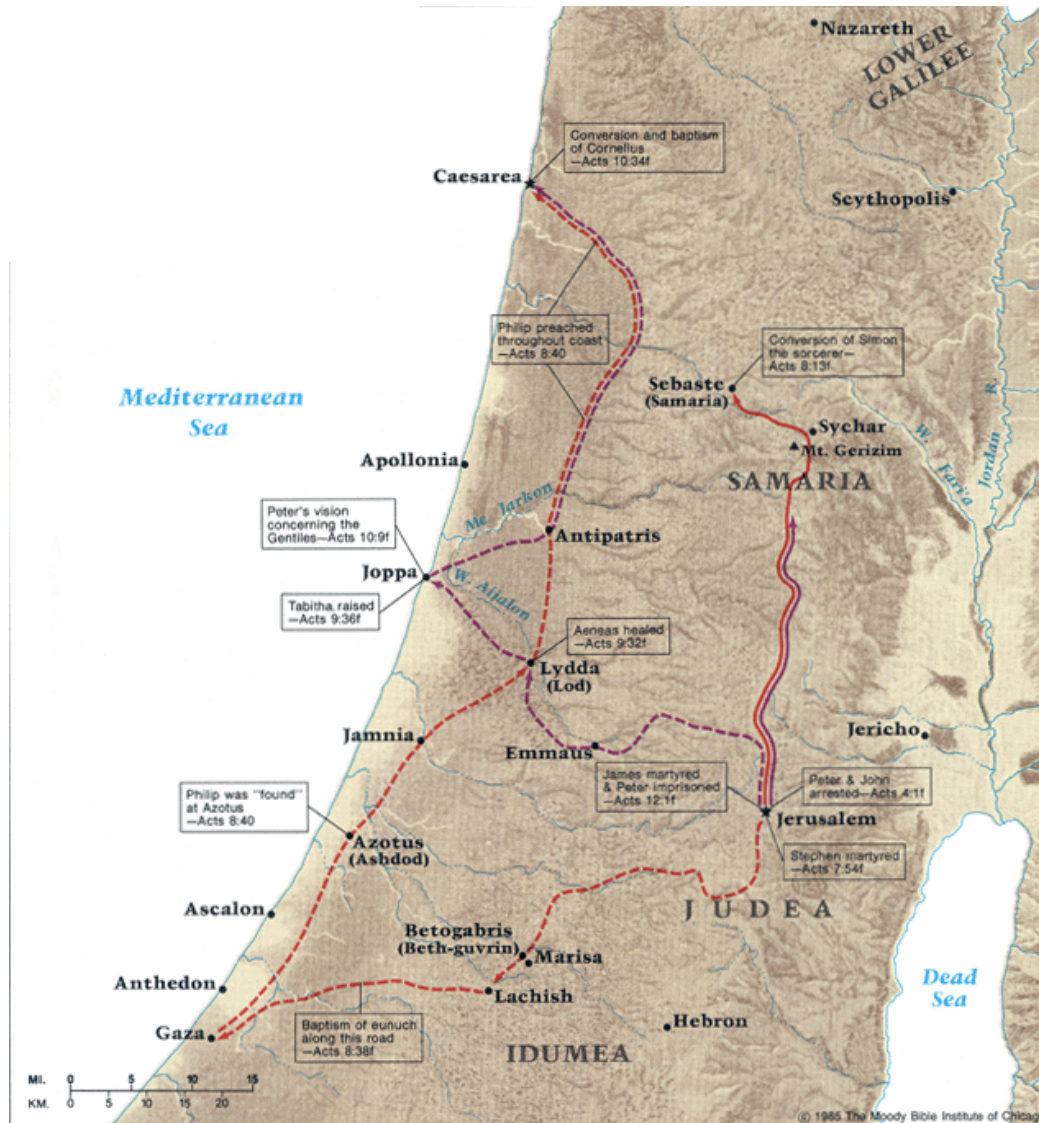 Nazareth
LOWER
GALILEE
Conversion and baptism
of Cornelius
—Acts 10:34f
Caesarea
Scythopolis
Philip preached
throughout coast
—Acts 8:40
Conversion of Simon
the sorcerer—
Acts 8:13f
Sebaste
(Samaria)
Mediterranean
Sea
Sychar
Mt. Gerizim
W. Fari'a
Jordan R.
SAMARIA
Apollonia
Me Jarkon
Peter's vision
concerning the
Gentiles—Acts 10:9f
Antipatris
Joppa
W. Aijalon
Tabitha raised
—Acts 9:36f
Aeneas healed
—Acts 9:32f
Lydda
(Lod)
Jamnia
Emmaus
Jericho
James martyred
& Peter imprisoned
—Acts 12:1f
Peter & John
arrested—Acts 4:1f
Philip was "found"
at Azotus
—Acts 8:40
Jerusalem
Azotus
(Ashdod)
Stephen martyred
—Acts 7:54f
Ascalon
JUDEA
Betogabris
(Beth-guvrin)
Marisa
Anthedon
Lachish
Dead
Sea
Gaza
Baptism of eunuch
along this road
—Acts 8:38f
Hebron
IDUMEA
MI. 0 5 10 15
KM. 0 5 10 15 20
© 1985 The Moody Bible Institute of Chicago